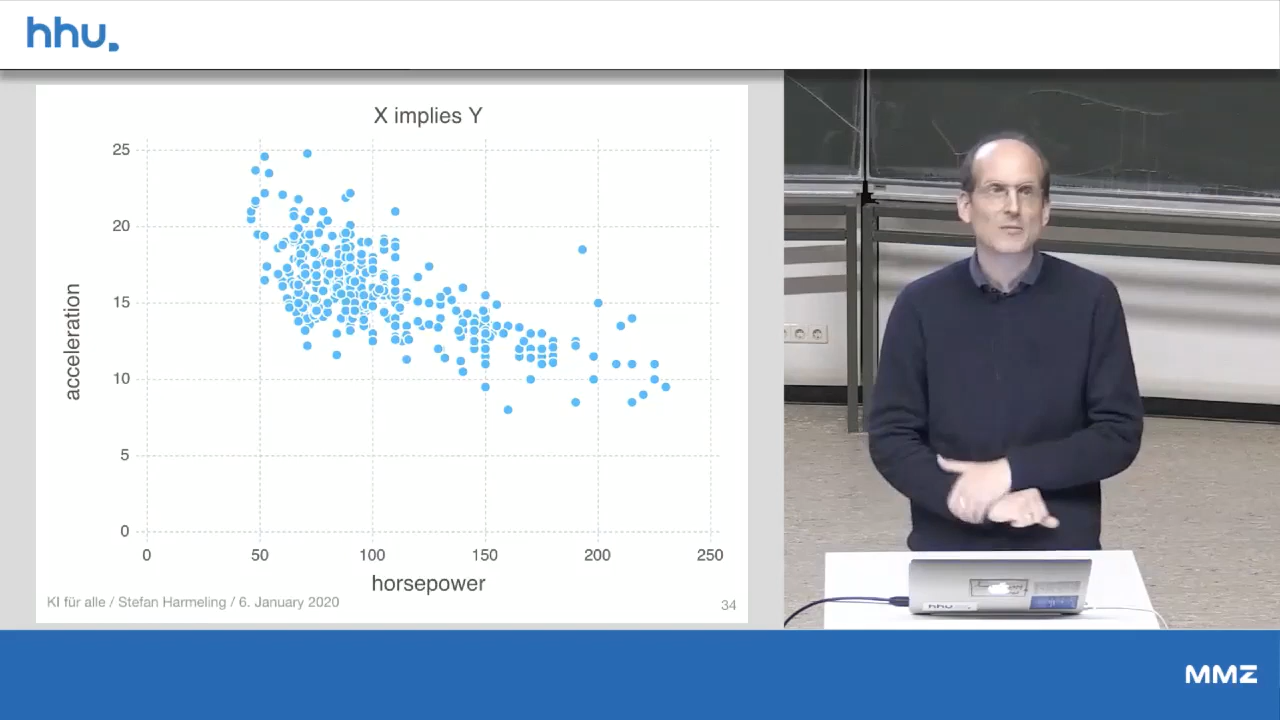 hhu.
X implies Y
25
20
15
10
5
0
acceleration
0 50 100 150 200 250
horsepower
KI für alle / Stefan Harmeling / 6. January 2020
34
hhu
MMZ